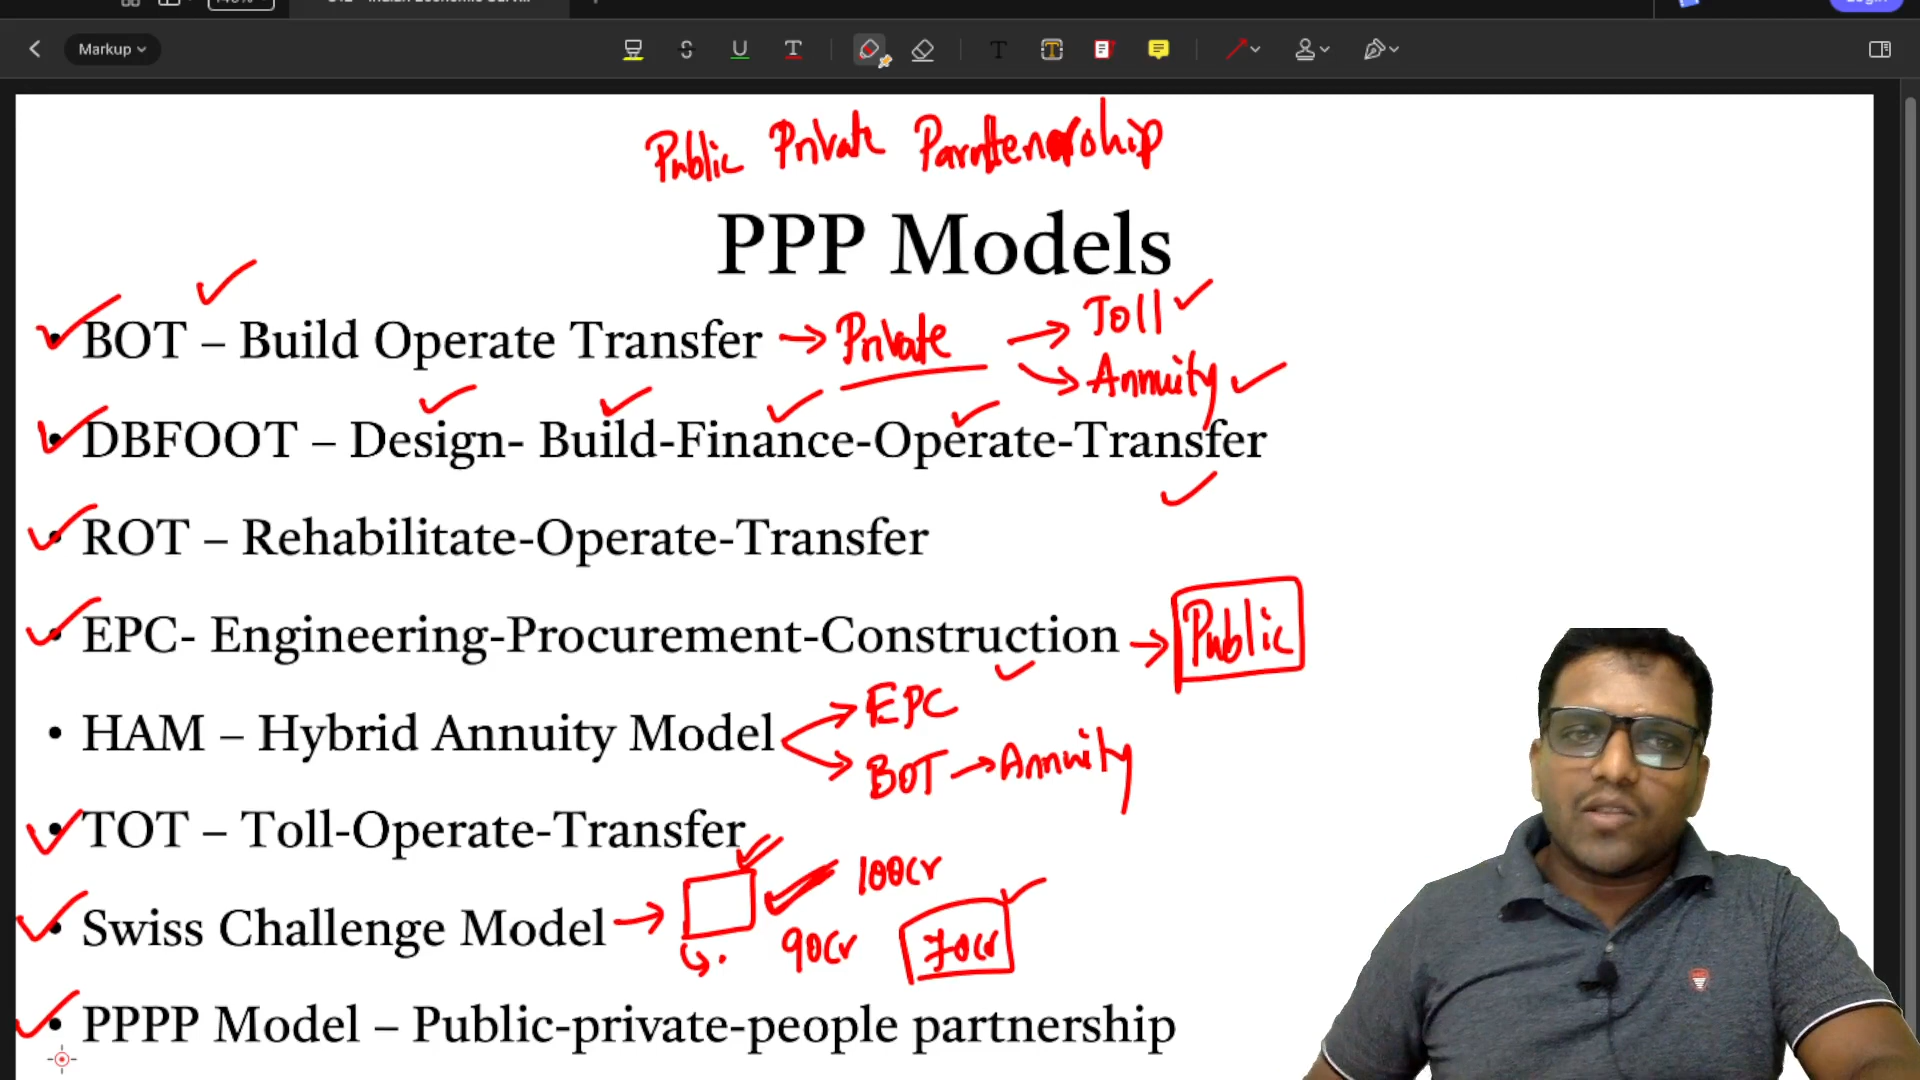 Markup
Public Private Parntenership
PPP Models
• BOT – Build Operate Transfer → Private → Toll
→ Annuity
• DBFOOT – Design- Build-Finance-Operate-Transfer
• ROT – Rehabilitate-Operate-Transfer
• EPC- Engineering-Procurement-Construction → Public
• HAM – Hybrid Annuity Model → EPC
→ BOT → Annuity
• TOT – Toll-Operate-Transfer
100cr
• Swiss Challenge Model → 90cr 70cr
• PPPP Model – Public-private-people partnership